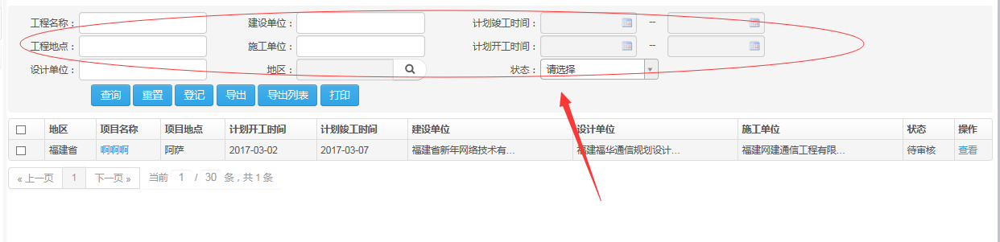 工程名称： 建设单位： 计划竣工时间： --
工程地点： 施工单位： 计划开工时间： --
设计单位： 地区： 状态： 请选择
查询 重置 登记 导出 导出列表 打印
地区 项目名称 项目地点 计划开工时间 计划竣工时间 建设单位 设计单位 施工单位 状态 操作
福建省 啊啊啊 阿萨 2017-03-02 2017-03-07 福建省新年网络技术有... 福建福华通信规划设计... 福建网建通信工程有限... 待审核 查看
« 上一页 1 下一页 » 当前 1 / 30 条，共 1 条